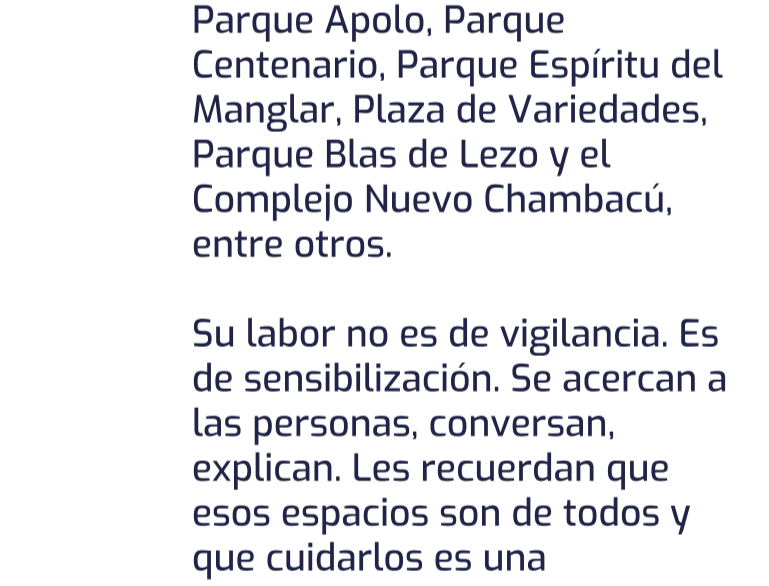 Parque Apolo, Parque
Centenario, Parque Espíritu del
Manglar, Plaza de Variedades,
Parque Blas de Lezo y el
Complejo Nuevo Chambacú,
entre otros.
Su labor no es de vigilancia. Es
de sensibilización. Se acercan a
las personas, conversan,
explican. Les recuerdan que
esos espacios son de todos y
que cuidarlos es una